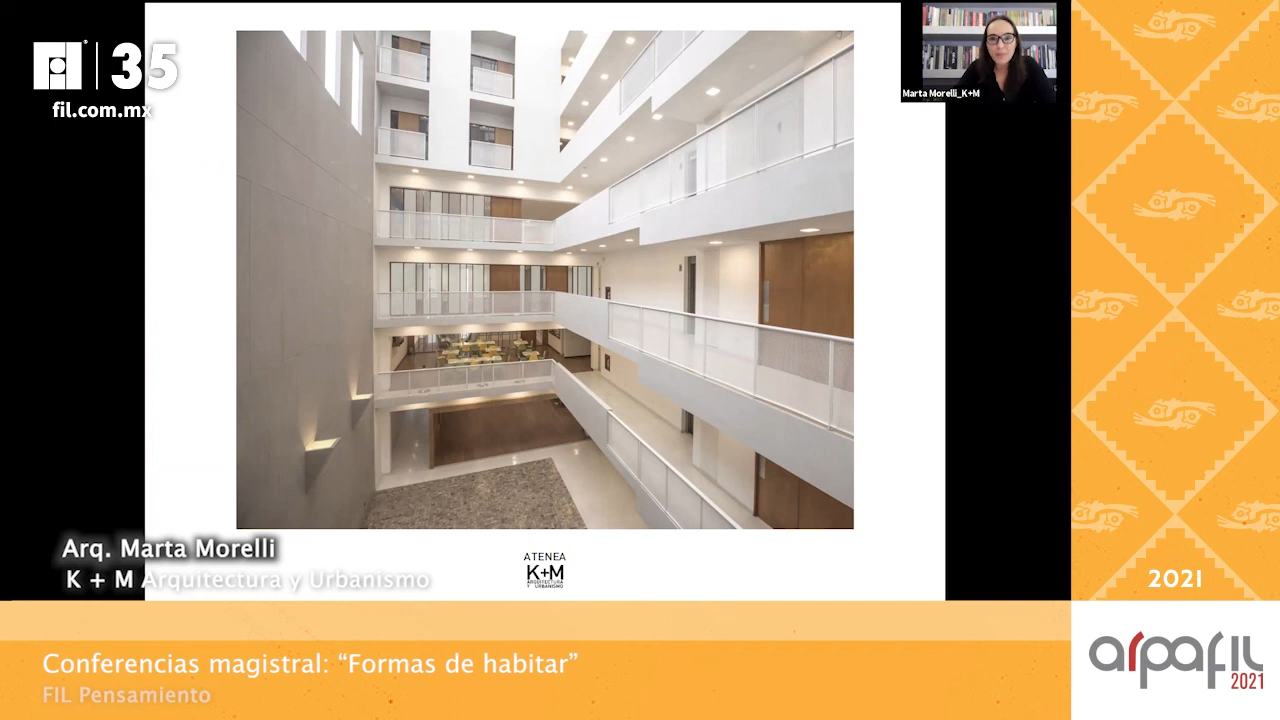 FIL 35
fil.com.mx
Marta Morelli_K+M
ATENEA
K+M
ARQUITECTURA
Y URBANISMO
Arq. Marta Morelli
K + M Arquitectura y Urbanismo
Conferencias magistral: “Formas de habitar”
FIL Pensamiento
2021
arpafil
2021